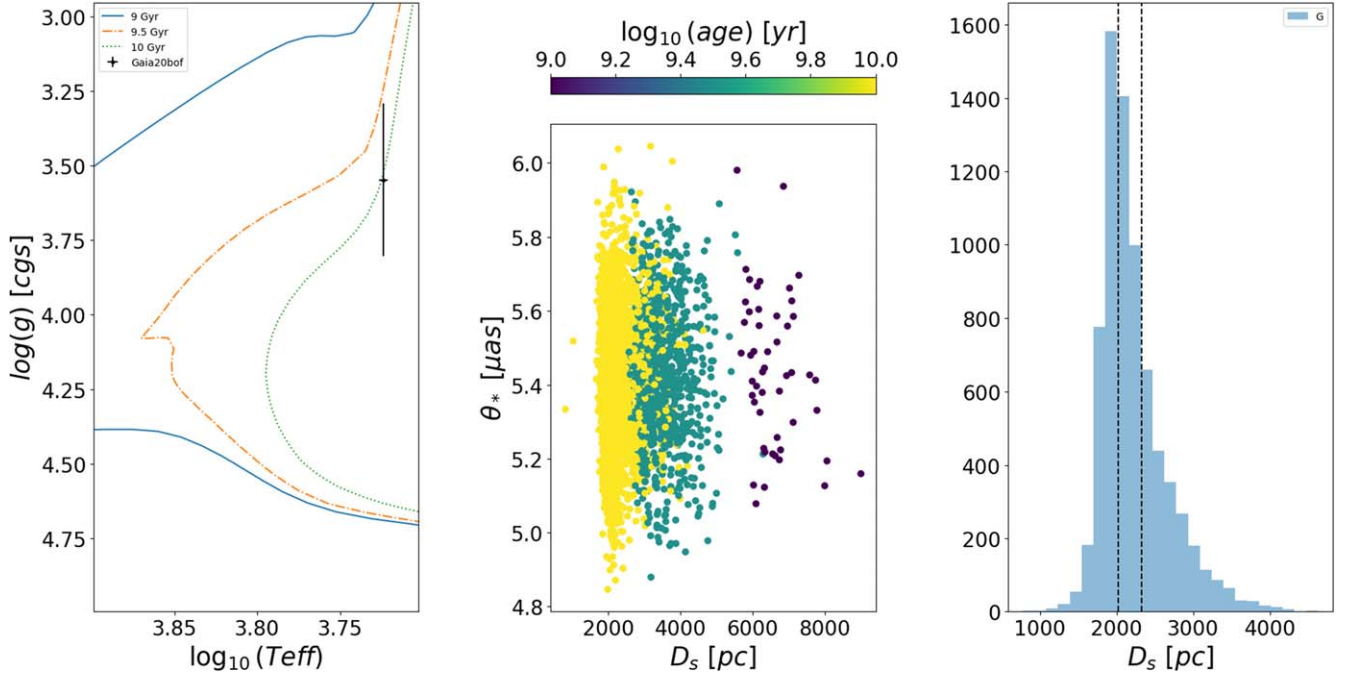 3.00
3.25
3.50
3.75
4.00
4.25
4.50
4.75
log(g) [cgs]
9 Gyr
9.5 Gyr
10 Gyr
Gaia20bof
3.85 3.80 3.75
log₁₀(Teff)
log₁₀(age) [yr]
9.0 9.2 9.4 9.6 9.8 10.0
6.0
5.8
5.6
5.4
5.2
5.0
4.8
θ* [μas]
2000 4000 6000 8000
Dₛ [pc]
G
1600
1400
1200
1000
800
600
400
200
0
1000 2000 3000 4000
Dₛ [pc]